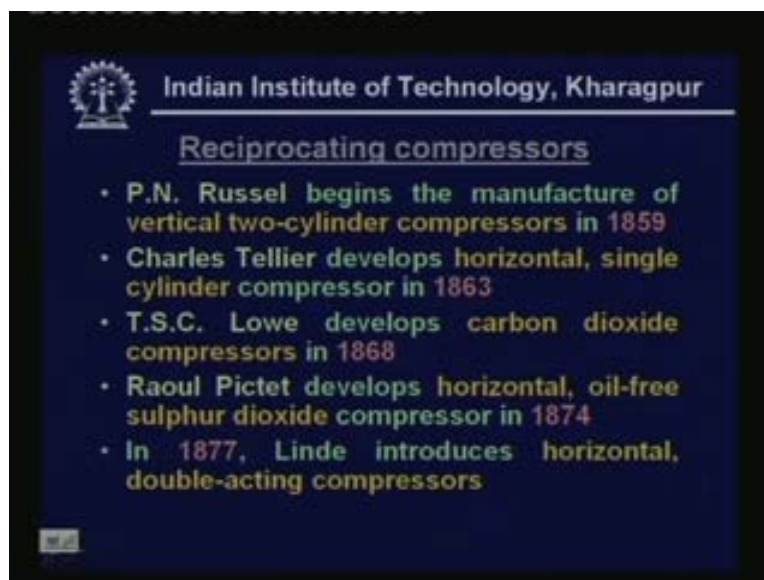 Indian Institute of Technology, Kharagpur
Reciprocating compressors
• P.N. Russel begins the manufacture of
vertical two-cylinder compressors in 1859
• Charles Tellier develops horizontal, single
cylinder compressor in 1863
• T.S.C. Lowe develops carbon dioxide
compressors in 1868
• Raoul Pictet develops horizontal, oil-free
sulphur dioxide compressor in 1874
• In 1877, Linde introduces horizontal,
double-acting compressors